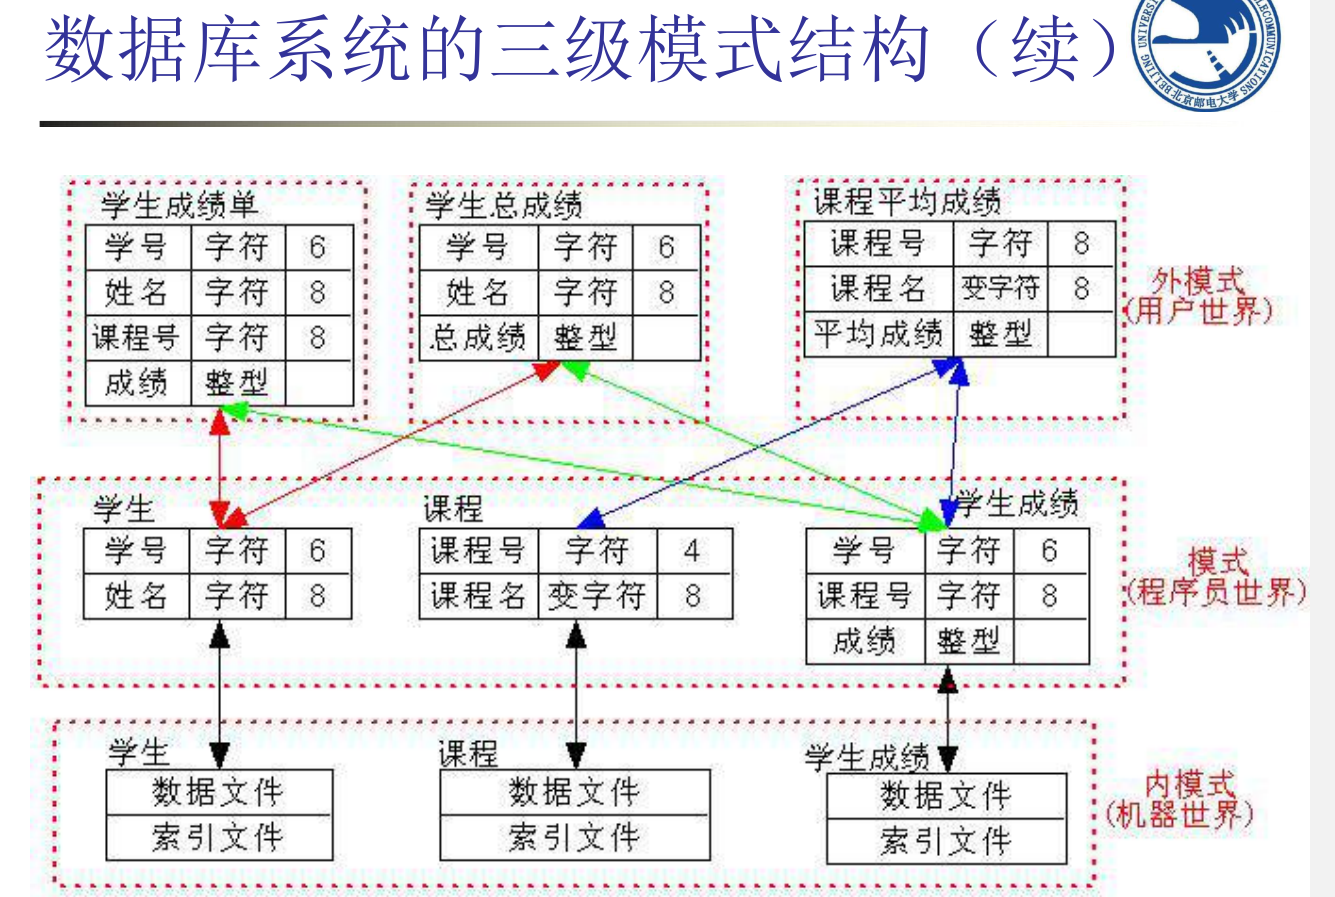 数据库系统的三级模式结构（续）
北京邮电大学
学生成绩单
学号 字符 6
姓名 字符 8
课程号 字符 8
成绩 整型
学生总成绩
学号 字符 6
姓名 字符 8
总成绩 整型
课程平均成绩
课程号 字符 8
课程名 变字符 8
平均成绩 整型
外模式
(用户世界)
学生
学号 字符 6
姓名 字符 8
课程
课程号 字符 4
课程名 变字符 8
学生成绩
学号 字符 6
课程号 字符 8
成绩 整型
模式
(程序员世界)
学生
数据文件
索引文件
课程
数据文件
索引文件
学生成绩
数据文件
索引文件
内模式
(机器世界)